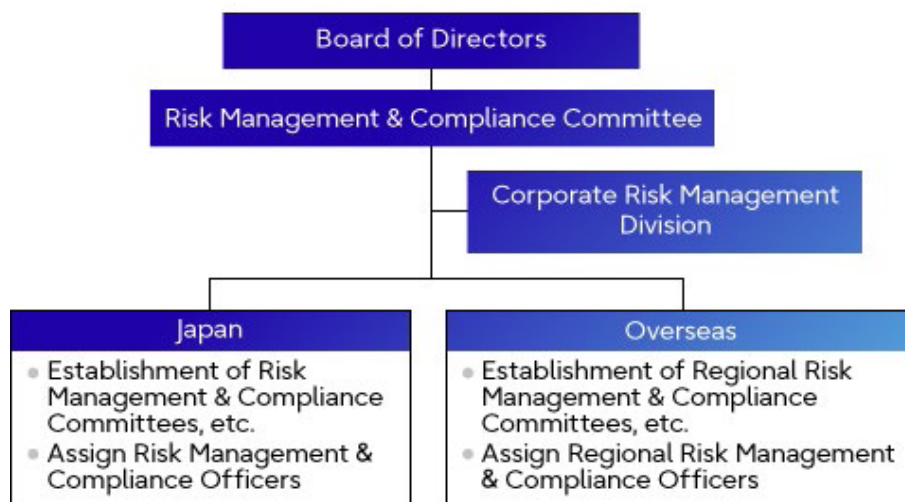 Board of Directors
Risk Management & Compliance Committee
Corporate Risk Management
Division
Japan
• Establishment of Risk
Management & Compliance
Committees, etc.
• Assign Risk Management &
Compliance Officers
Overseas
• Establishment of Regional Risk
Management & Compliance
Committees, etc.
• Assign Regional Risk Management
& Compliance Officers